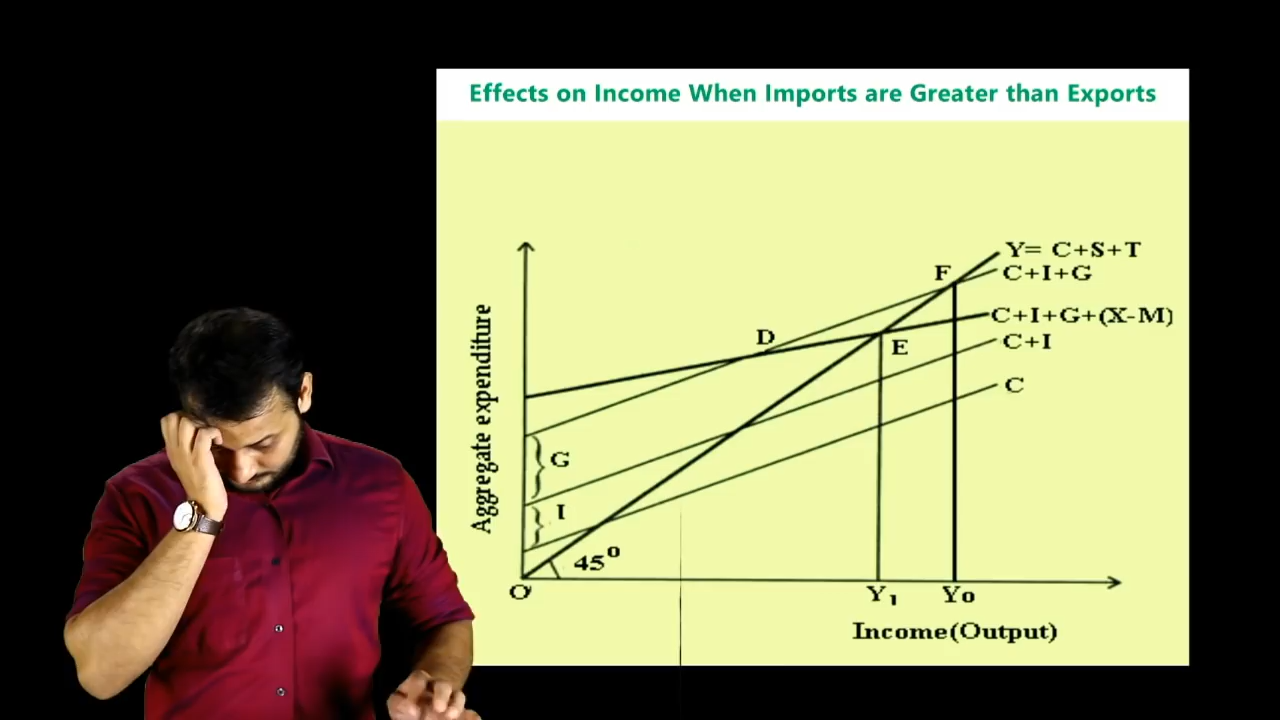 Effects on Income When Imports are Greater than Exports
Y= C+S+T
F
C+I+G
C+I+G+(X-M)
D
E
C+I
C
Aggregate expenditure
G
I
45⁰
O
Y₁
Y₀
Income(Output)